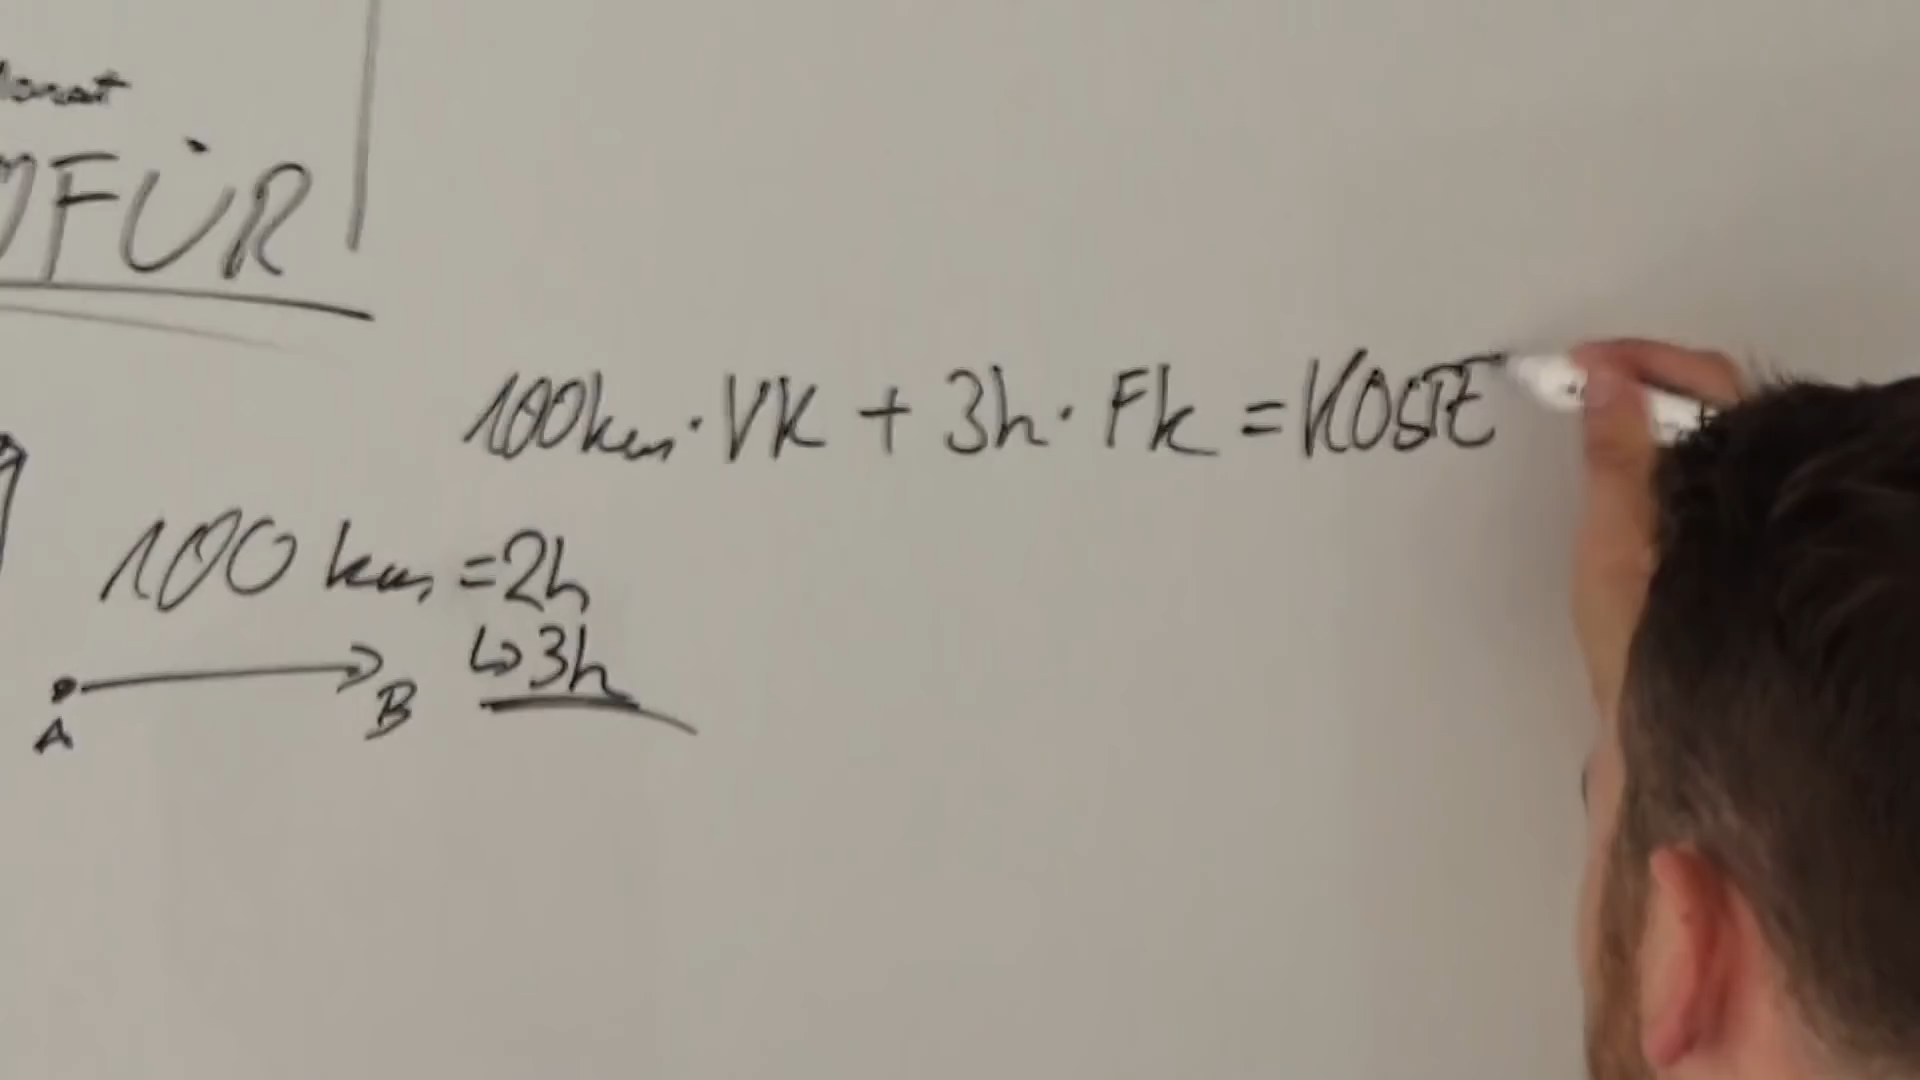 FÜR
100km · VK + 3h · Fk = KOSTE
100 km = 2h
↳ 3h
A
B